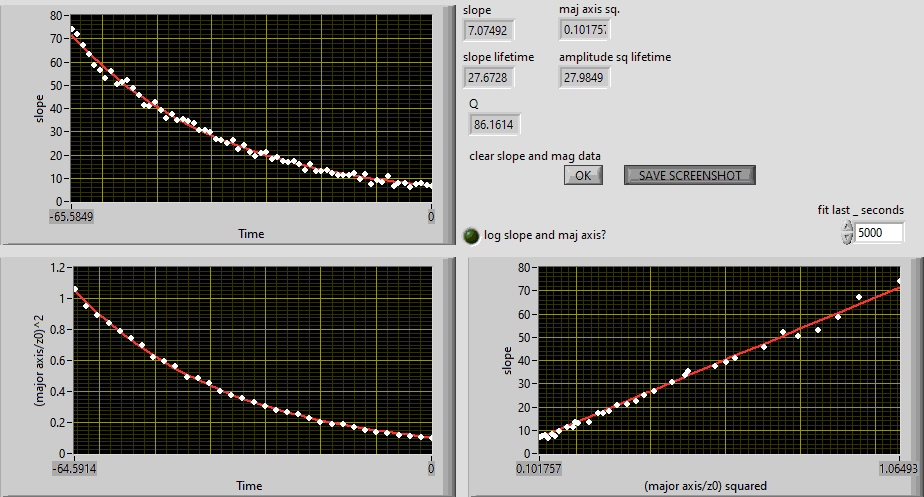 80
70
60
50
40
30
20
10
0
slope
-65.5849
0
Time
slope
maj axis sq.
7.07492
0.101757
slope lifetime
amplitude sq lifetime
27.6728
27.9849
Q
86.1614
clear slope and mag data
OK
SAVE SCREENSHOT
fit last _ seconds
log slope and maj axis?
5000
1.2
1
0.8
0.6
0.4
0.2
0
(major axis/z0)^2
-64.5914
0
Time
80
70
60
50
40
30
20
10
0
slope
0.101757
1.06493
(major axis/z0) squared